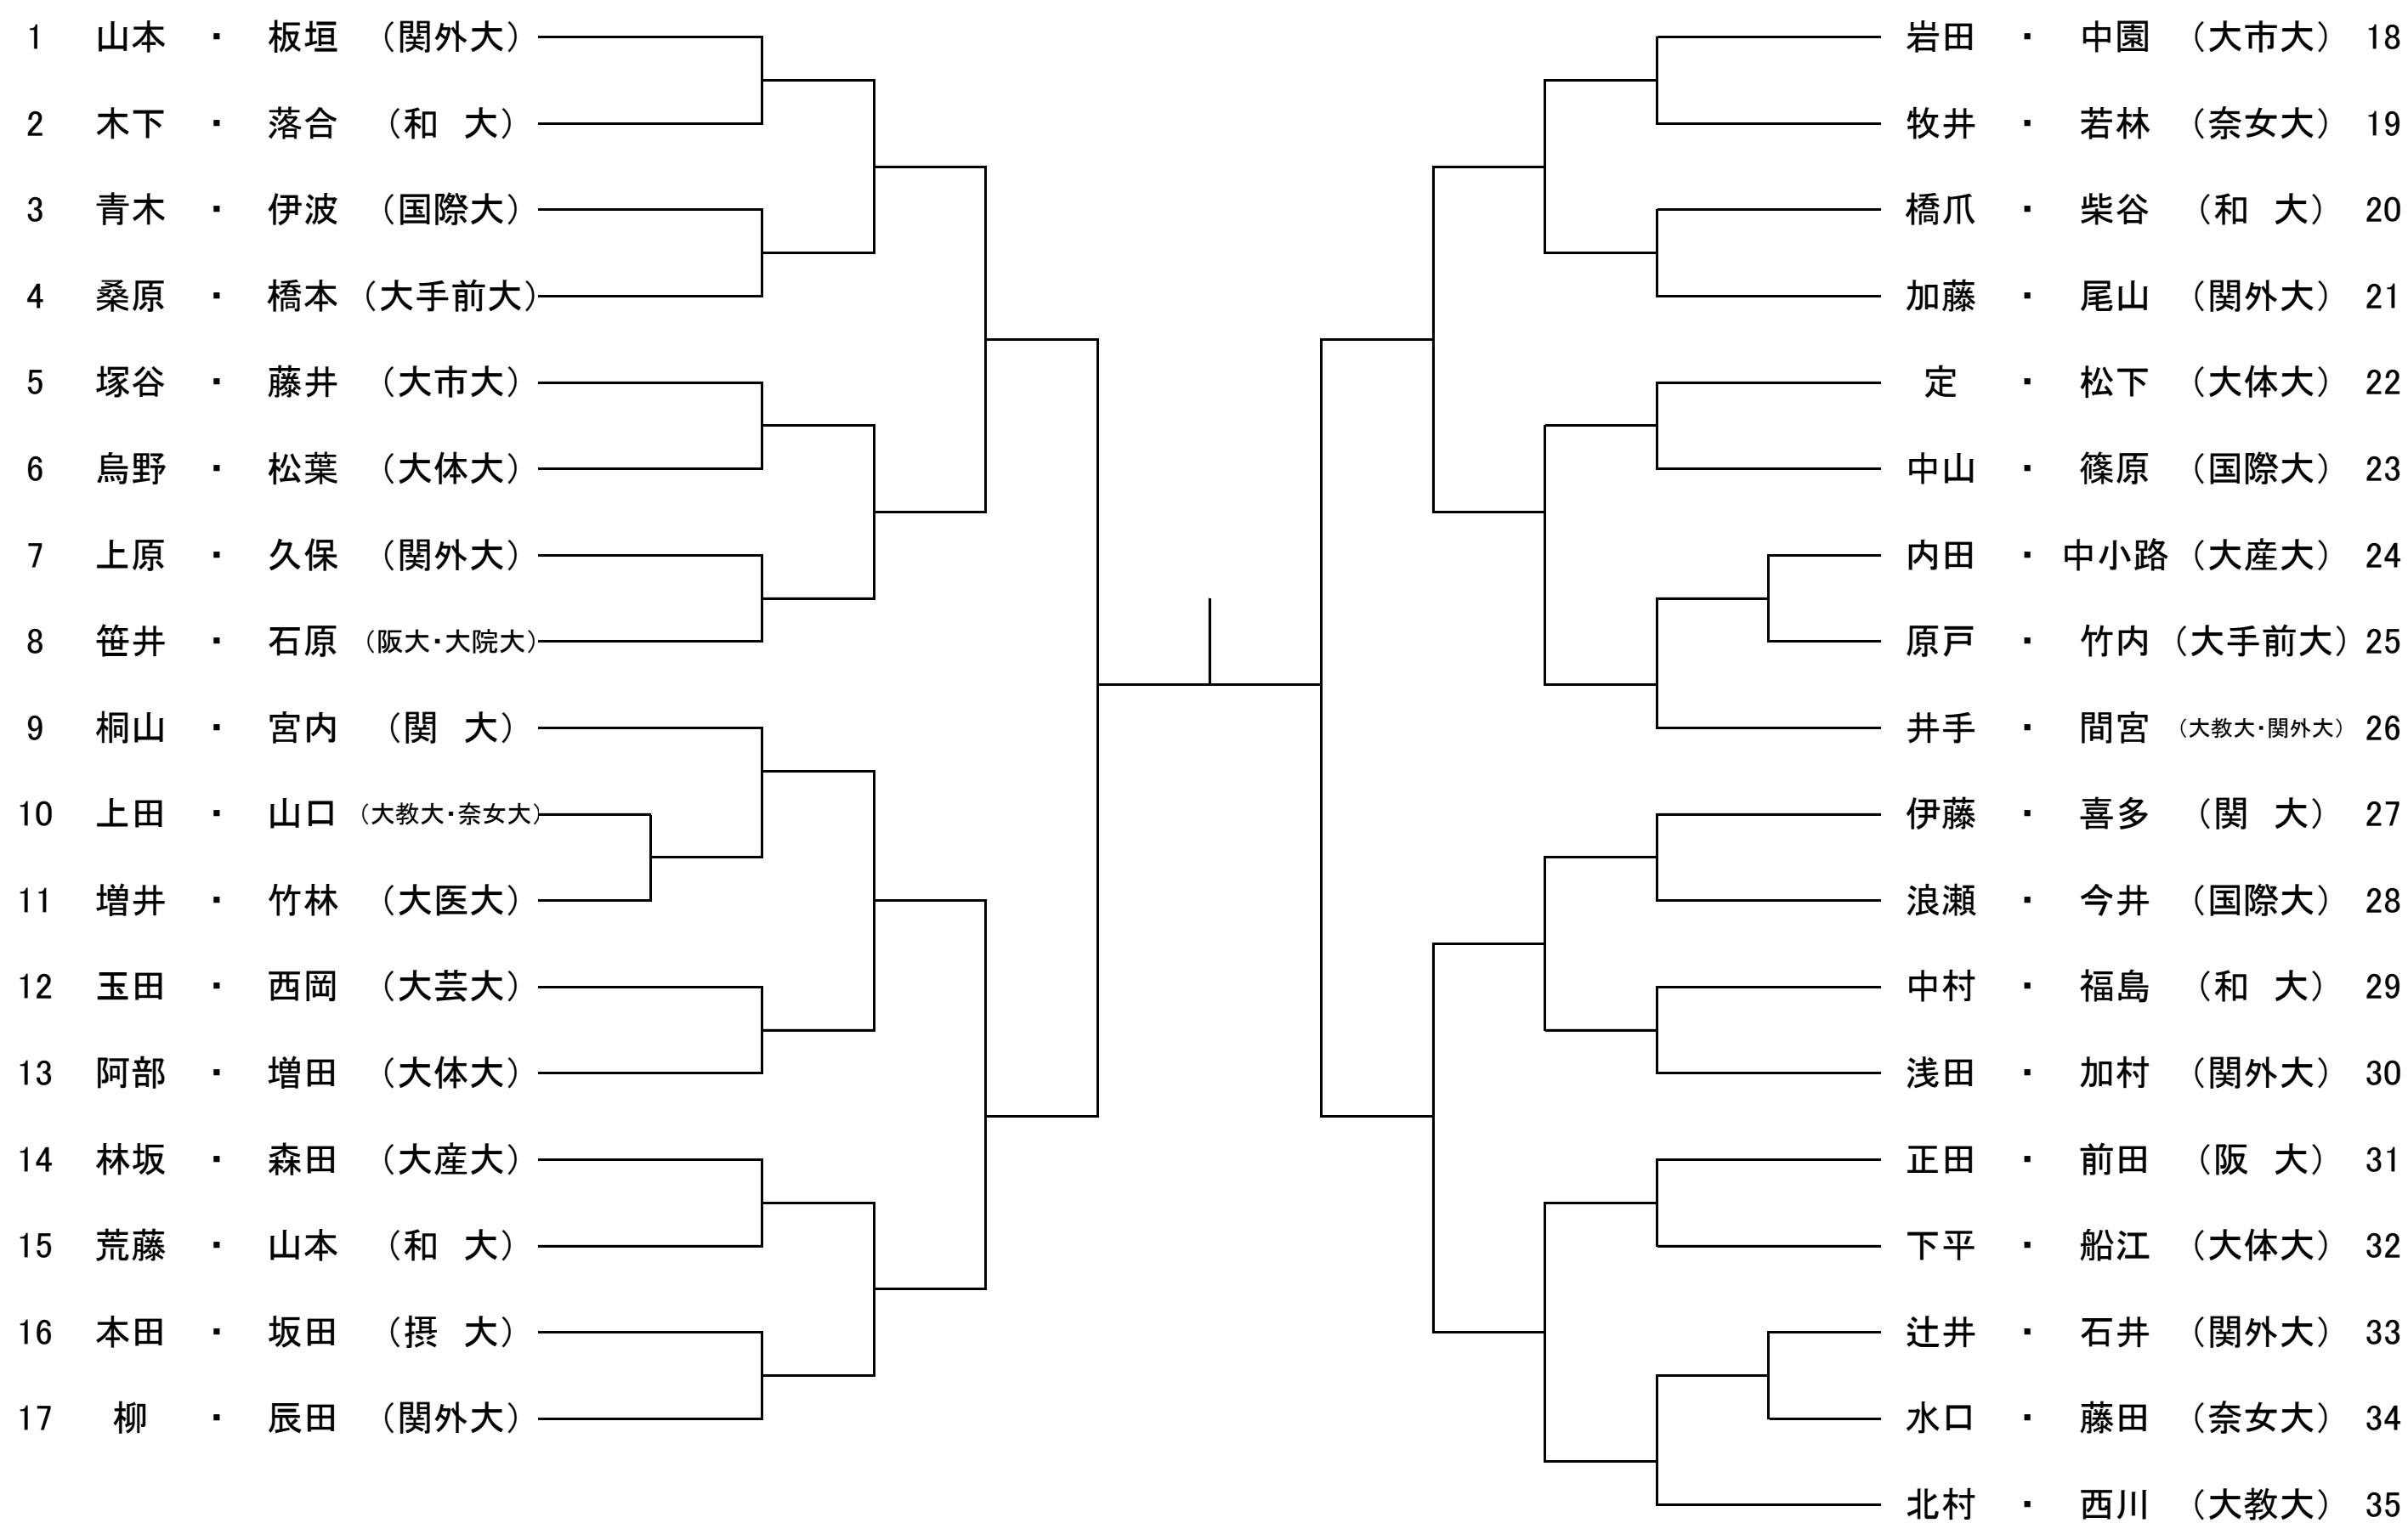 1 山本 ・ 板垣 （関外大）
2 木下 ・ 落合 （和 大）
3 青木 ・ 伊波 （国際大）
4 桑原 ・ 橋本 （大手前大）
5 塚谷 ・ 藤井 （大市大）
6 烏野 ・ 松葉 （大体大）
7 上原 ・ 久保 （関外大）
8 笹井 ・ 石原 （阪大・大院大）
9 桐山 ・ 宮内 （関 大）
10 上田 ・ 山口 （大教大・奈女大）
11 増井 ・ 竹林 （大医大）
12 玉田 ・ 西岡 （大芸大）
13 阿部 ・ 増田 （大体大）
14 林坂 ・ 森田 （大産大）
15 荒藤 ・ 山本 （和 大）
16 本田 ・ 坂田 （摂 大）
17 柳 ・ 辰田 （関外大）
岩田 ・ 中園 （大市大） 18
牧井 ・ 若林 （奈女大） 19
橋爪 ・ 柴谷 （和 大） 20
加藤 ・ 尾山 （関外大） 21
定 ・ 松下 （大体大） 22
中山 ・ 篠原 （国際大） 23
内田 ・ 中小路 （大産大） 24
原戸 ・ 竹内 （大手前大） 25
井手 ・ 間宮 （大教大・関外大） 26
伊藤 ・ 喜多 （関 大） 27
浪瀬 ・ 今井 （国際大） 28
中村 ・ 福島 （和 大） 29
浅田 ・ 加村 （関外大） 30
正田 ・ 前田 （阪 大） 31
下平 ・ 船江 （大体大） 32
辻井 ・ 石井 （関外大） 33
水口 ・ 藤田 （奈女大） 34
北村 ・ 西川 （大教大） 35